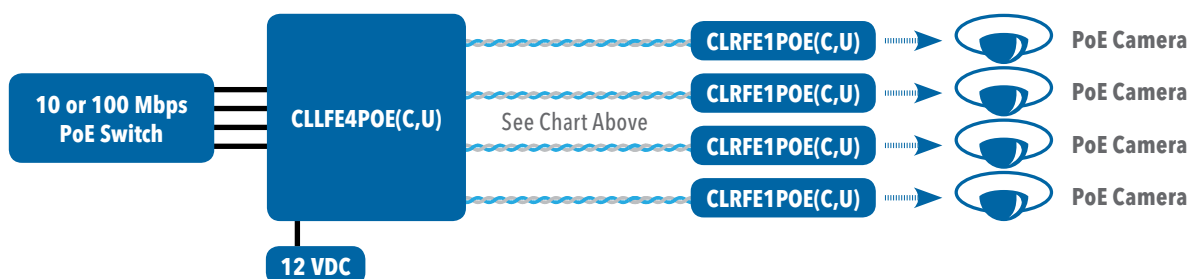 CLRFE1POE(C,U)
PoE Camera
CLRFE1POE(C,U)
PoE Camera
10 or 100 Mbps
PoE Switch
CLLFE4POE(C,U)
See Chart Above
CLRFE1POE(C,U)
PoE Camera
CLRFE1POE(C,U)
PoE Camera
12 VDC